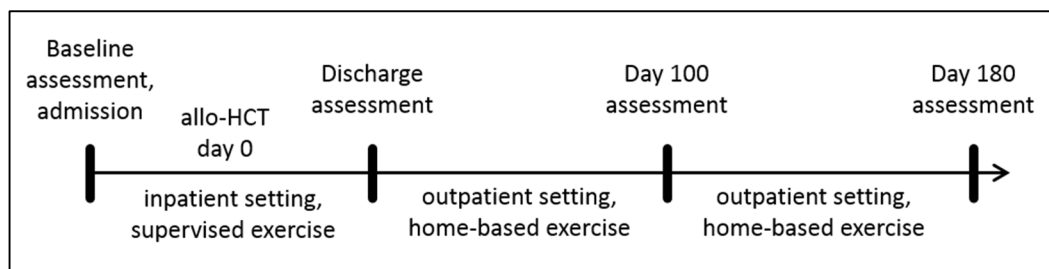 Baseline
assessment,
admission
allo-HCT
day 0
Discharge
assessment
Day 100
assessment
Day 180
assessment
inpatient setting,
supervised exercise
outpatient setting,
home-based exercise
outpatient setting,
home-based exercise